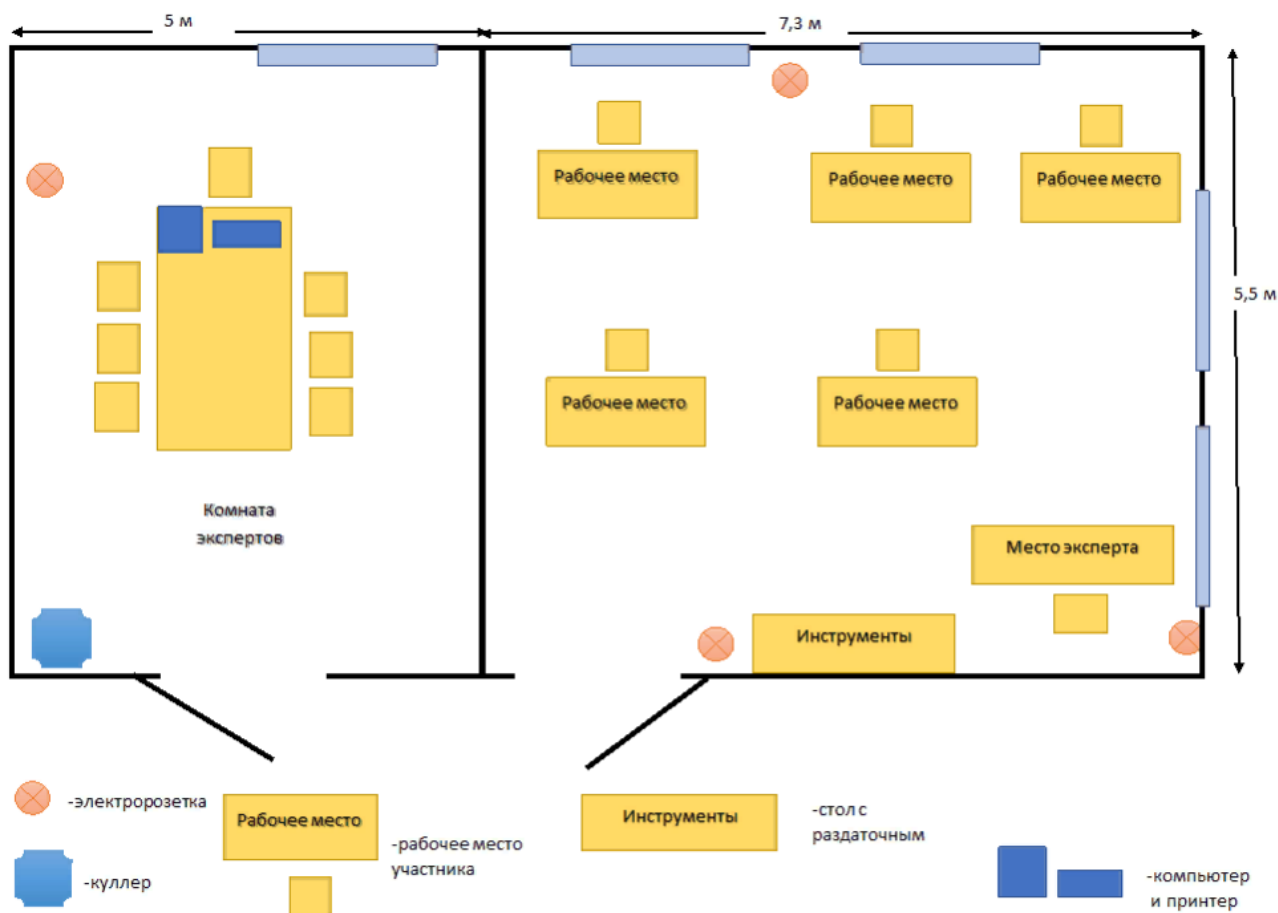 5 м
7,3 м
Рабочее место
Рабочее место
Рабочее место
5,5 м
Рабочее место
Рабочее место
Комната
экспертов
Место эксперта
Инструменты
-электророзетка
Рабочее место
-рабочее место
участника
Инструменты
-стол с
раздаточным
-куллер
-компьютер
и принтер